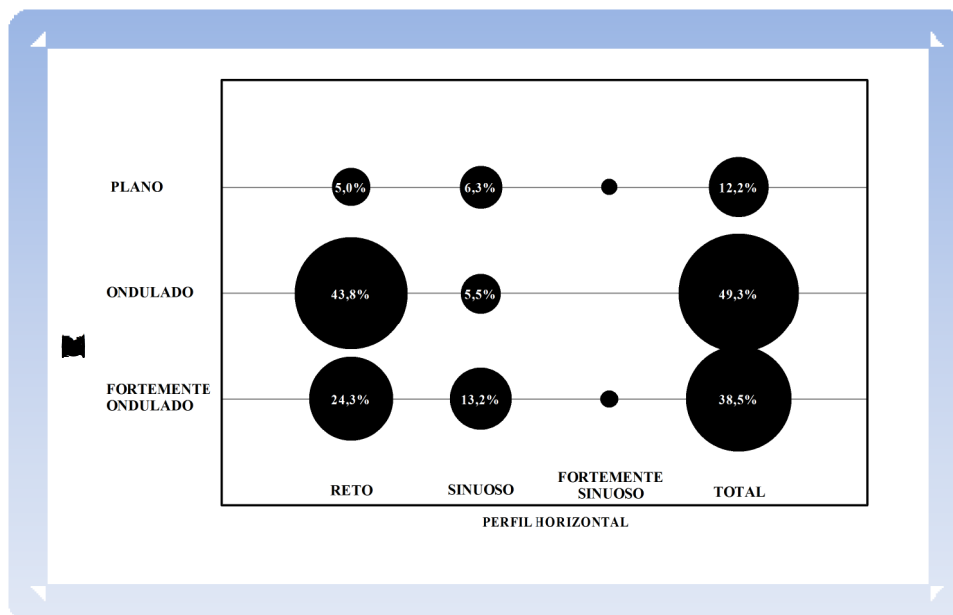 PLANO
5,0%
6,3%
12,2%
ONDULADO
43,8%
5,5%
49,3%
FORTEMENTE
ONDULADO
24,3%
13,2%
38,5%
RETO
SINUOSO
FORTEMENTE
SINUOSO
TOTAL
PERFIL HORIZONTAL